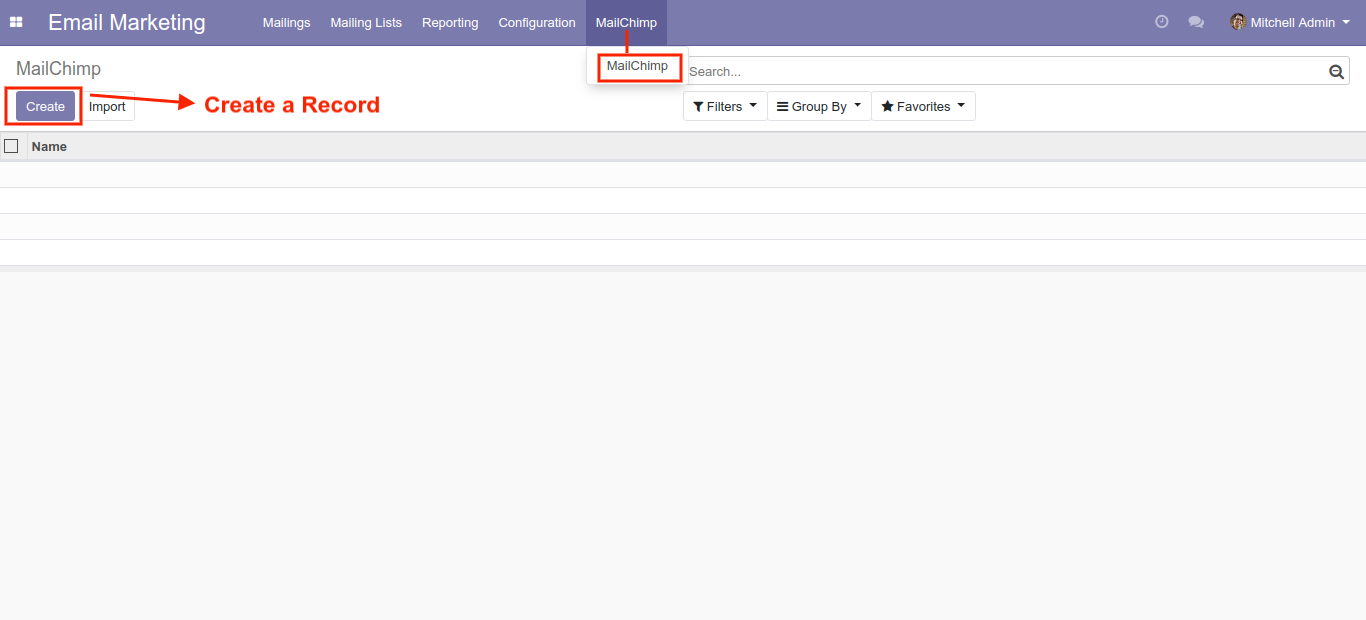 Email Marketing Mailings Mailing Lists Reporting Configuration MailChimp Mitchell Admin
MailChimp
MailChimp
Search...
Create
Import
Create a Record
Filters Group By Favorites
Name